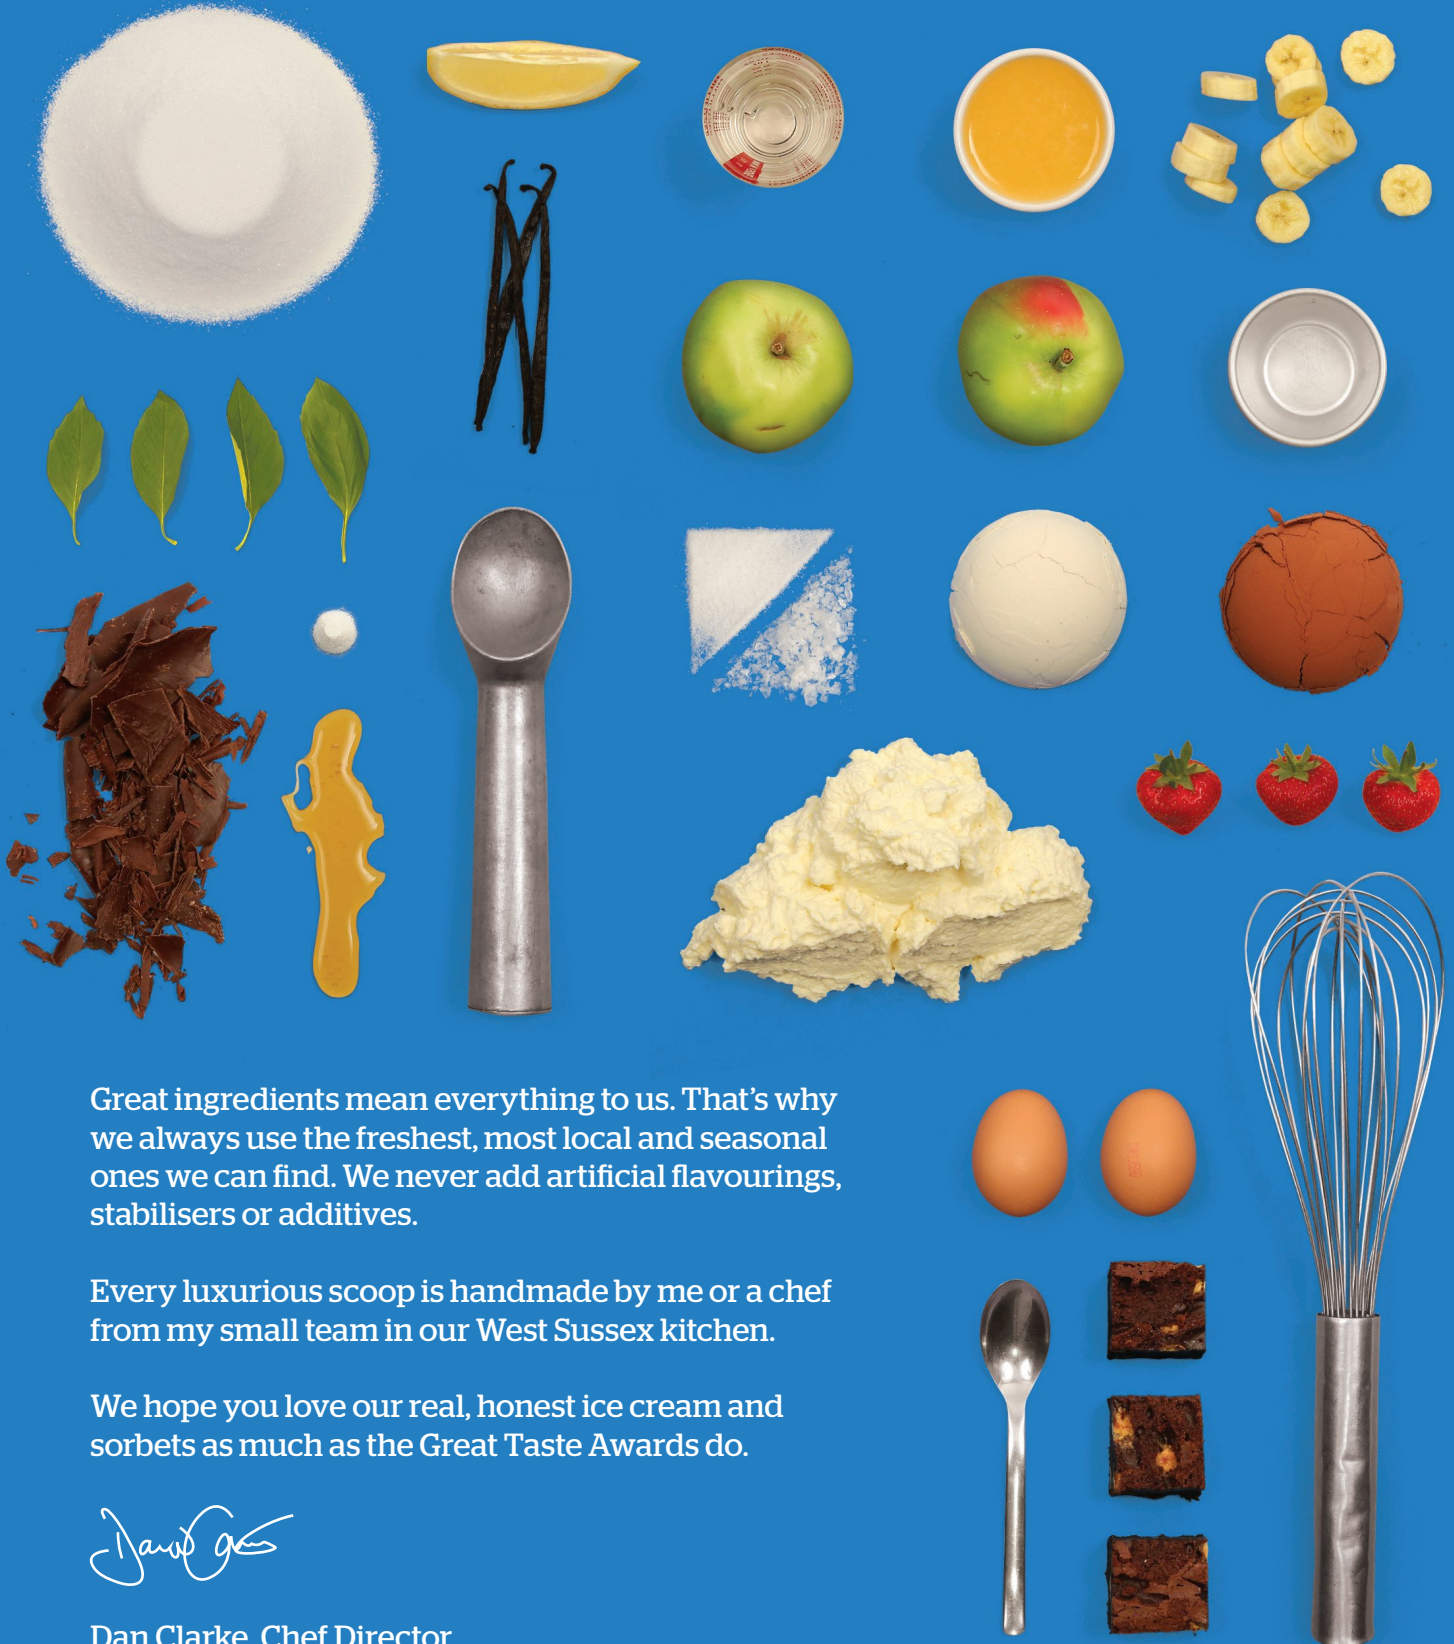 Great ingredients mean everything to us. That's why
we always use the freshest, most local and seasonal
ones we can find. We never add artificial flavourings,
stabilisers or additives.
Every luxurious scoop is handmade by me or a chef
from my small team in our West Sussex kitchen.
We hope you love our real, honest ice cream and
sorbets as much as the Great Taste Awards do.
Dan Clarke, Chef Director